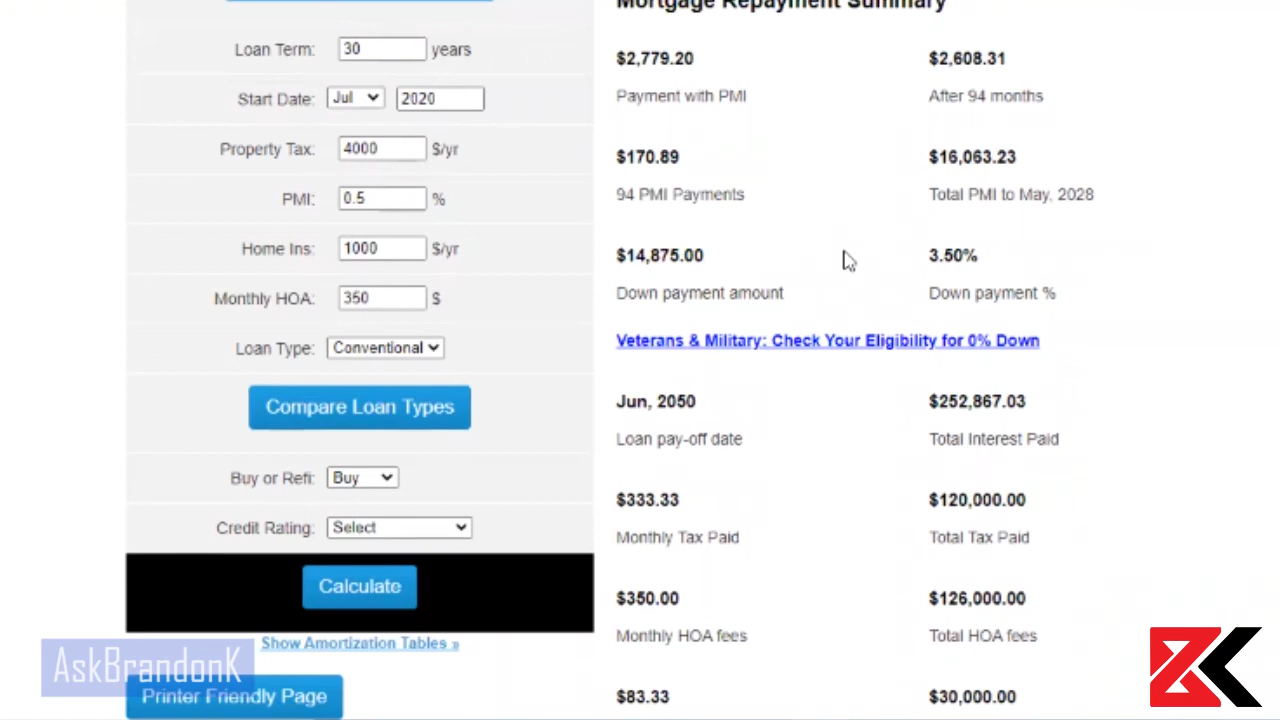 Mortgage Repayment Summary
Loan Term: 30 years
Start Date: Jul 2020
Property Tax: 4000 $/yr
PMI: 0.5 %
Home Ins: 1000 $/yr
Monthly HOA: 350 $
Loan Type: Conventional
Compare Loan Types
Buy or Refi: Buy
Credit Rating: Select
Calculate
Show Amortization Tables »
AskBrandonK
Printer Friendly Page
$2,779.20 $2,608.31
Payment with PMI After 94 months
$170.89 $16,063.23
94 PMI Payments Total PMI to May, 2028
$14,875.00 3.50%
Down payment amount Down payment %
Veterans & Military: Check Your Eligibility for 0% Down
Jun, 2050 $252,867.03
Loan pay-off date Total Interest Paid
$333.33 $120,000.00
Monthly Tax Paid Total Tax Paid
$350.00 $126,000.00
Monthly HOA fees Total HOA fees
$83.33 $30,000.00